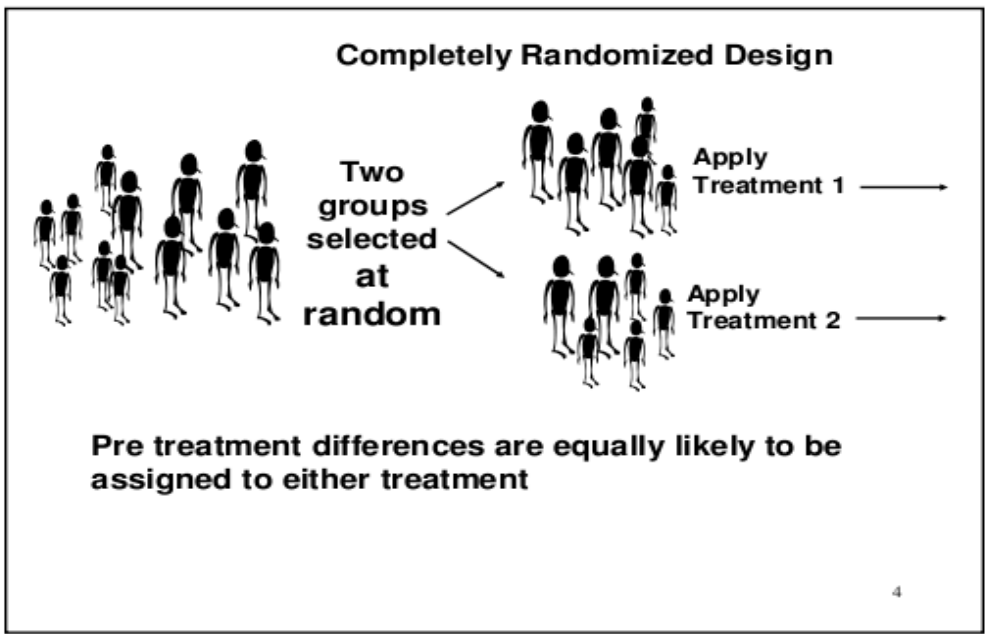 Completely Randomized Design
Two
groups
selected
at
random
Apply
Treatment 1
Apply
Treatment 2
Pre treatment differences are equally likely to be
assigned to either treatment
4